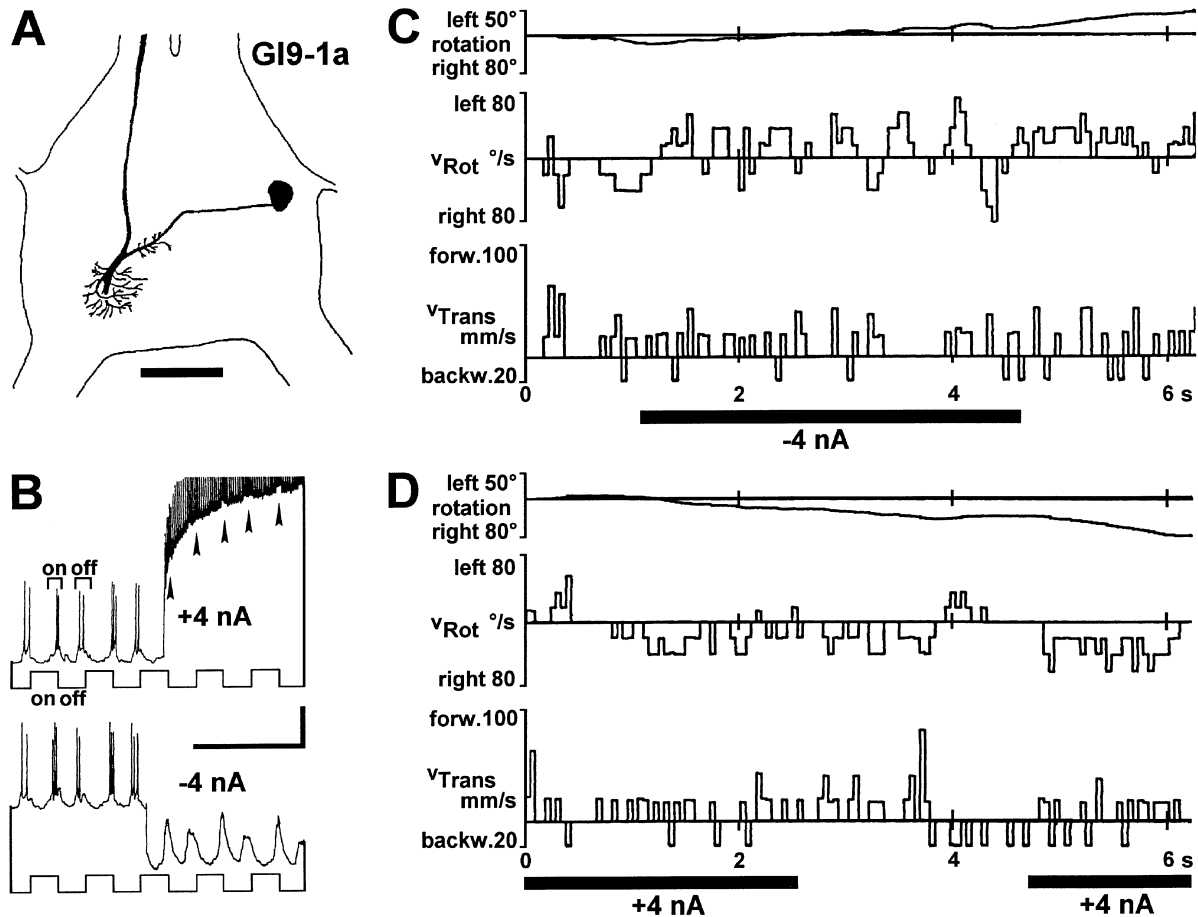 A
GI9-1a
B
on off
+4 nA
on off
-4 nA
C
left 50°
rotation
right 80°
left 80
vRot °/s
right 80
forw.100
vTrans
mm/s
backw.20
0 2 4 6 s
-4 nA
D
left 50°
rotation
right 80°
left 80
vRot °/s
right 80
forw.100
vTrans
mm/s
backw.20
0 2 4 6 s
+4 nA +4 nA